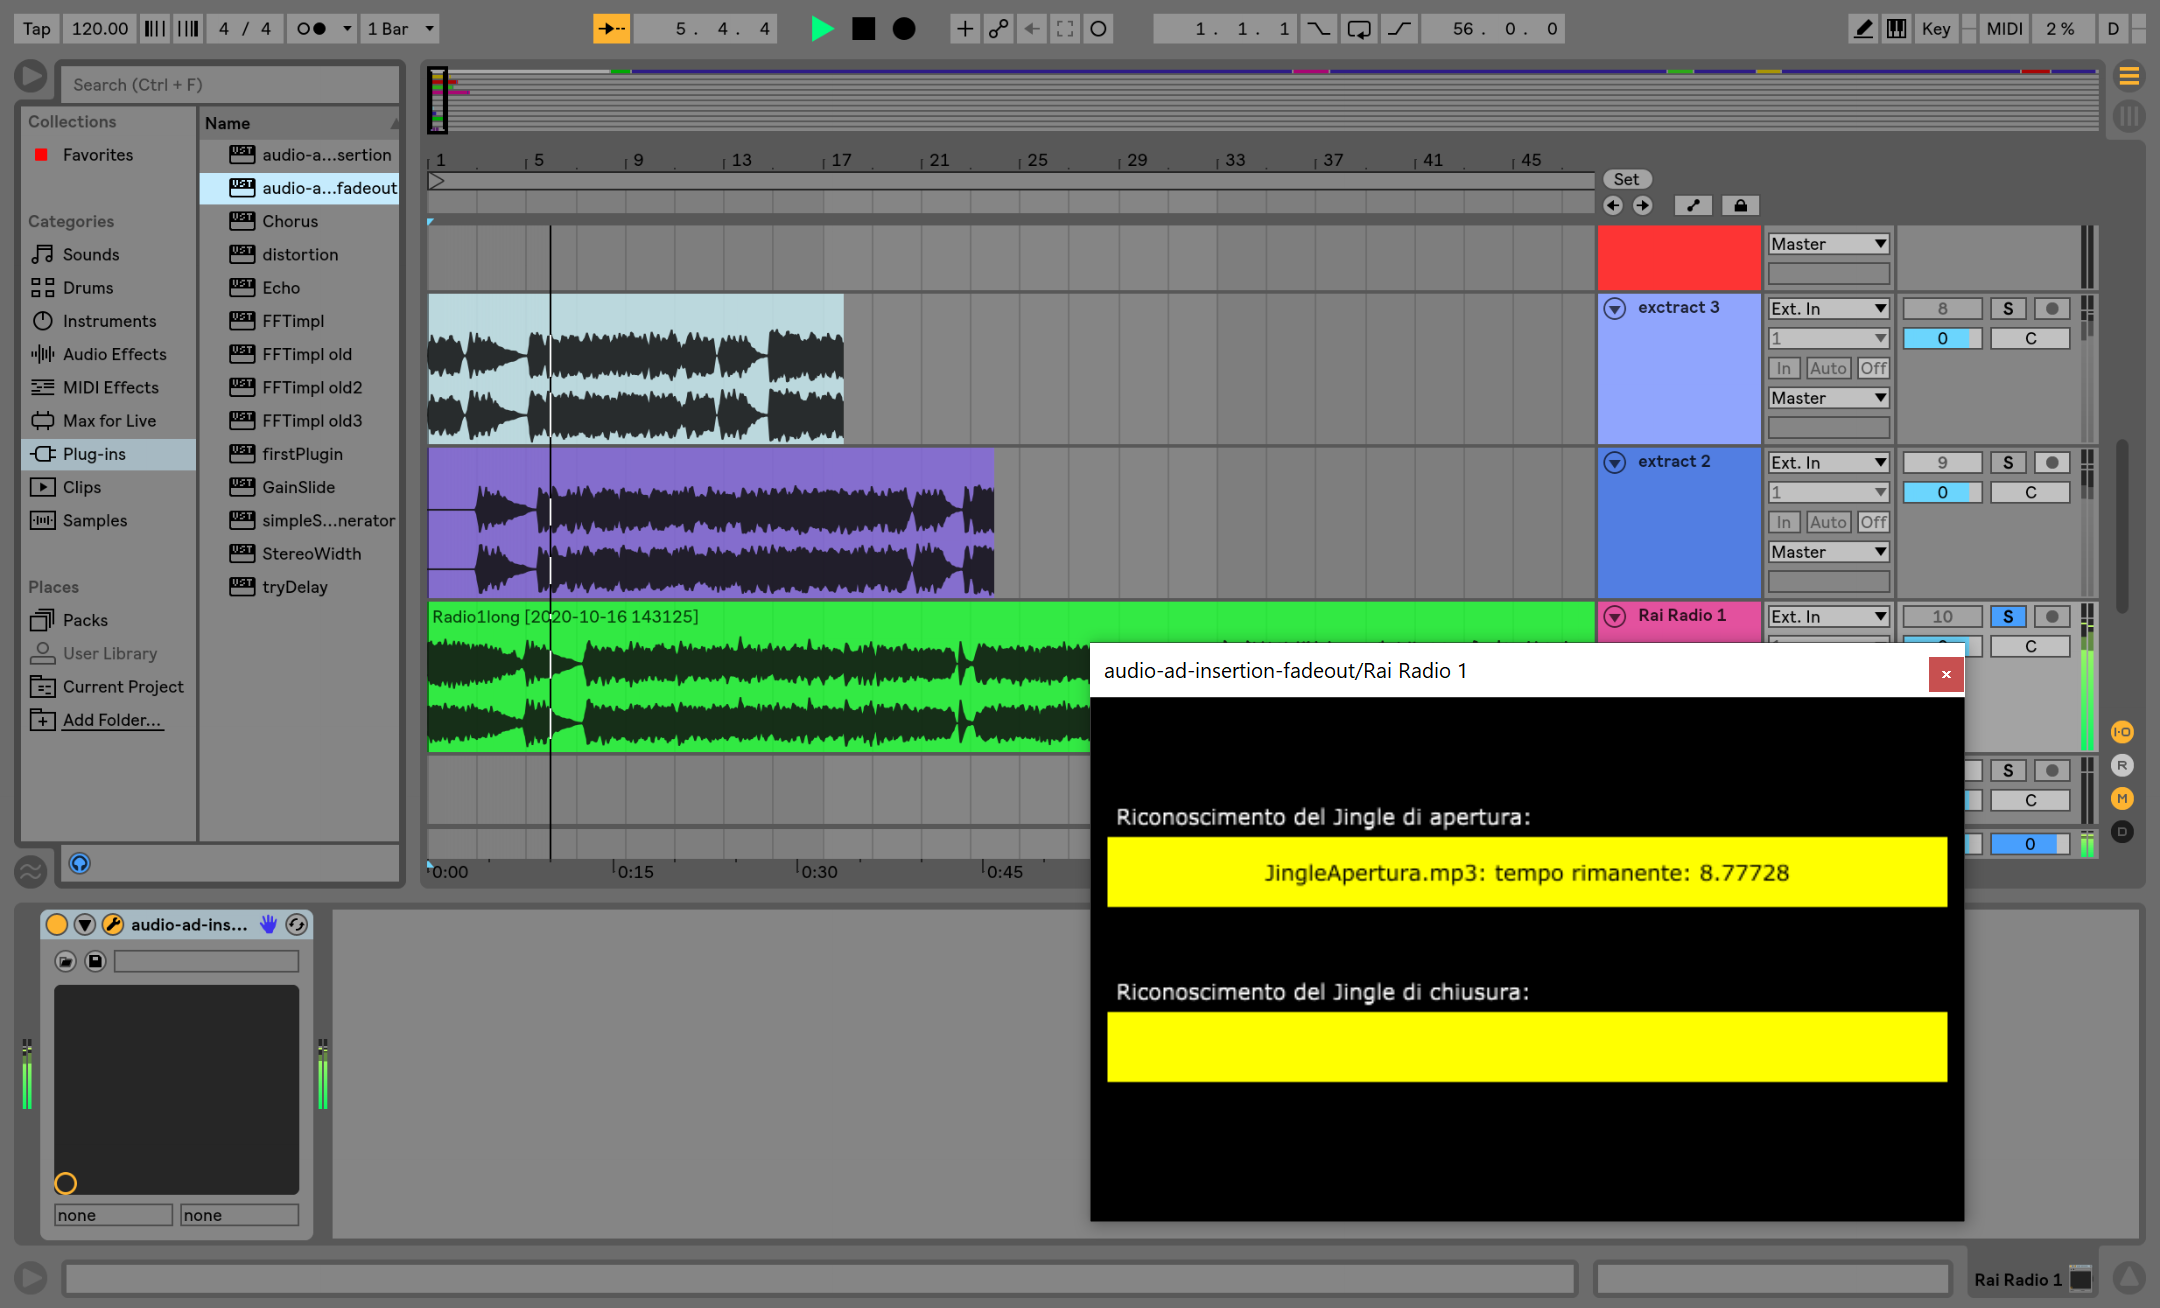 Tap 120.00 4 / 4 1 Bar 5. 4. 4 1. 1. 1 56. 0. 0 Key MIDI 2 % D
Search (Ctrl + F)
Collections
Favorites
Categories
Sounds
Drums
Instruments
Audio Effects
MIDI Effects
Max for Live
Plug-ins
Clips
Samples
Places
Packs
User Library
Current Project
Add Folder...
Name
audio-a...sertion
audio-a...fadeout
Chorus
distortion
Echo
FFTimpl
FFTimpl old
FFTimpl old2
FFTimpl old3
firstPlugin
GainSlide
simpleS...nerator
StereoWidth
tryDelay
1 5 9 13 17 21 25 29 33 37 41 45
Set
Master
exctract 3 Ext. In 8 S
1 0 C
In Auto Off
Master
extract 2 Ext. In 9 S
1 0 C
In Auto Off
Master
Radio1long [2020-10-16 143125]
Rai Radio 1 Ext. In 10 S
C
S
C
0
I·O
R
M
D
0:00 0:15 0:30 0:45
audio-ad-insertion-fadeout/Rai Radio 1
Riconoscimento del Jingle di apertura:
JingleApertura.mp3: tempo rimanente: 8.77728
Riconoscimento del Jingle di chiusura:
audio-ad-ins...
none none
Rai Radio 1